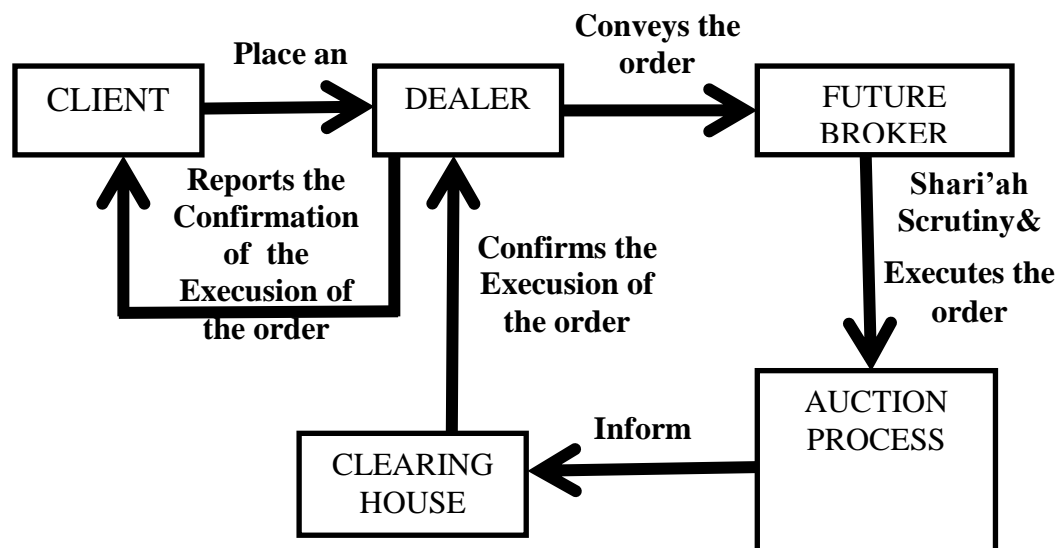 Place an
Conveys the
order
CLIENT
DEALER
FUTURE
BROKER
Reports the
Confirmation
of the
Execusion of
the order
Confirms the
Execusion of
the order
Shari’ah
Scrutiny&
Executes the
order
Inform
CLEARING
HOUSE
AUCTION
PROCESS